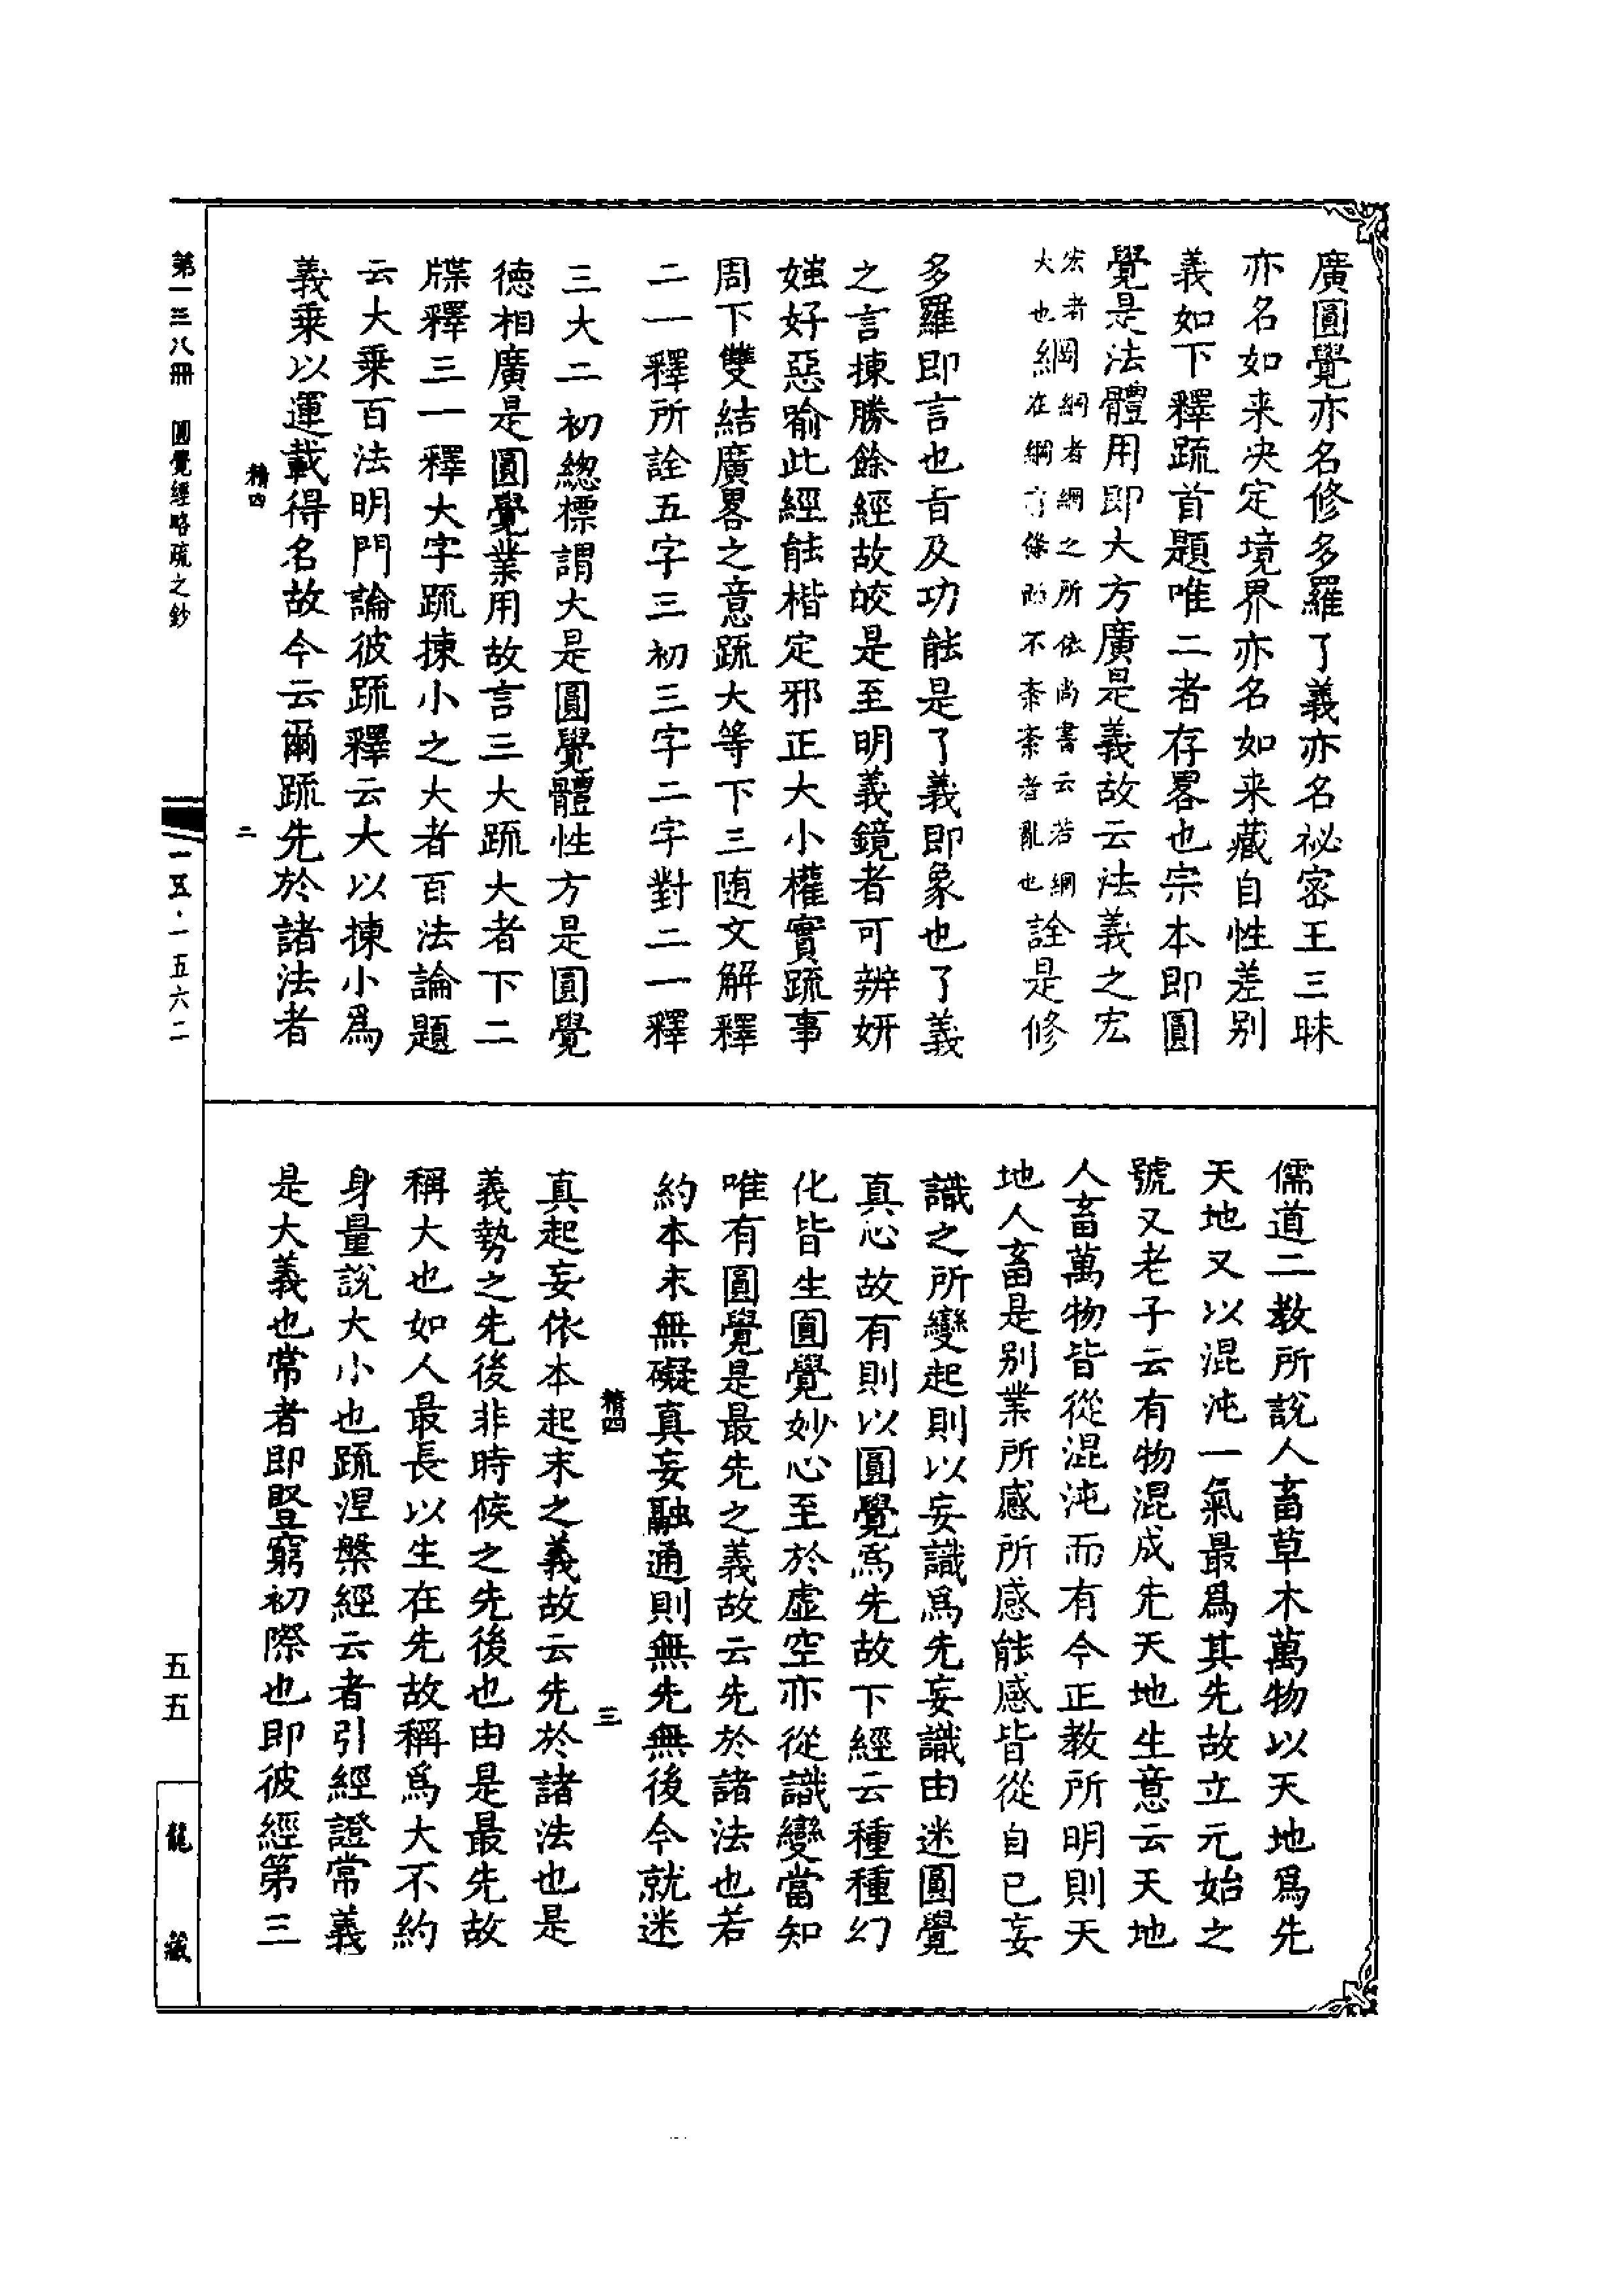 廣圓覺亦名修多羅了義亦名祕密王三昧
亦名如来决定境界亦名如来藏自性差别
義如下釋疏首題唯二者存畧也宗本即圓
覺是法體用即大方廣是義故云法義之宏
宏者大也綱綱者網之所依尚書云若網在綱有條而不紊紊者亂也詮是修
多羅即言也旨及功能是了義即象也了義
之言揀勝餘經故皎是至明義鏡者可辨妍
媸好惡喻此經能楷定邪正大小權實疏事
周下雙結廣畧之意疏大等下三随文解釋
二一釋所詮五字三初三字二字對二一釋
三大二初總標謂大是圓覺體性方是圓覺
德相廣是圓覺業用故言三大疏大者下二
牒釋三一釋大字疏揀小之大者百法論題
云大乗百法明門論彼疏釋云大以揀小爲
義乗以運載得名故今云爾疏先於諸法者
精四
二
儒道二教所說人畜草木萬物以天地爲先
天地又以混沌一氣最爲其先故立元始之
號又老子云有物混成先天地生意云天地
人畜萬物皆從混沌而有今正教所明則天
地人畜是别業所感所感能感皆從自已妄
識之所變起則以妄識爲先妄識由迷圓覺
真心故有則以圓覺爲先故下經云種種幻
化皆生圓覺妙心至於虚空亦從識變當知
唯有圓覺是最先之義故云先於諸法也若
約本末無礙真妄融通則無先無後今就迷
精四
三
真起妄依本起末之義故云先於諸法也是
義勢之先後非時候之先後也由是最先故
稱大也如人最長以生在先故稱爲大不約
身量說大小也疏涅槃經云者引經證常義
是大義也常者即豎窮初際也即彼經第三
第一三八冊
圓覺經略疏之鈔
一五·一五六二
五五
龍藏